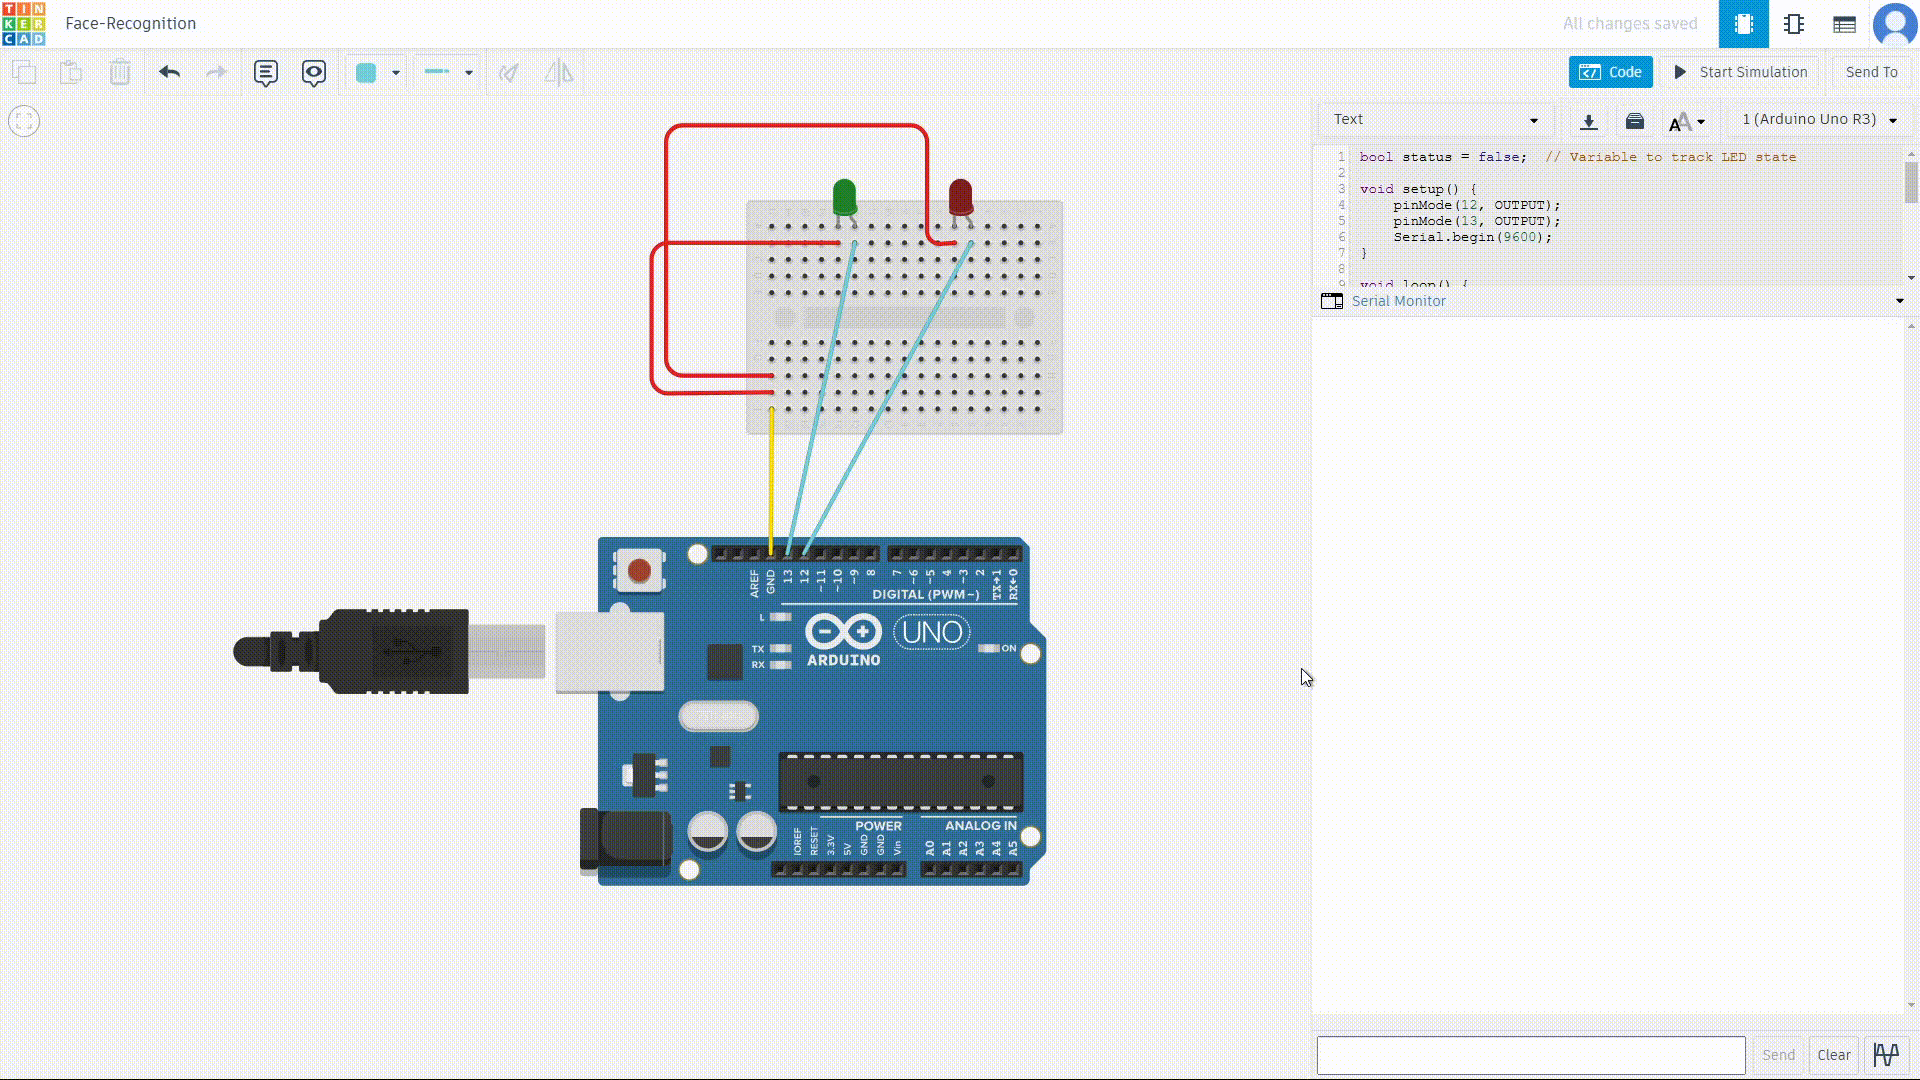 TIN
KER
CAD
Face-Recognition
All changes saved
Code
Start Simulation
Send To
Text
1 (Arduino Uno R3)
1 bool status = false;  // Variable to track LED state
2
3 void setup() {
4     pinMode(12, OUTPUT);
5     pinMode(13, OUTPUT);
6     Serial.begin(9600);
7 }
8
9 void loop() {
Serial Monitor
AREF
GND
13
12
~11
~10
~9
8
7
~6
~5
4
~3
2
TX→1
RX←0
DIGITAL (PWM~)
L
TX
RX
ARDUINO
UNO
ON
POWER
ANALOG IN
IOREF
RESET
3.3V
5V
GND
GND
Vin
A0
A1
A2
A3
A4
A5
Send
Clear